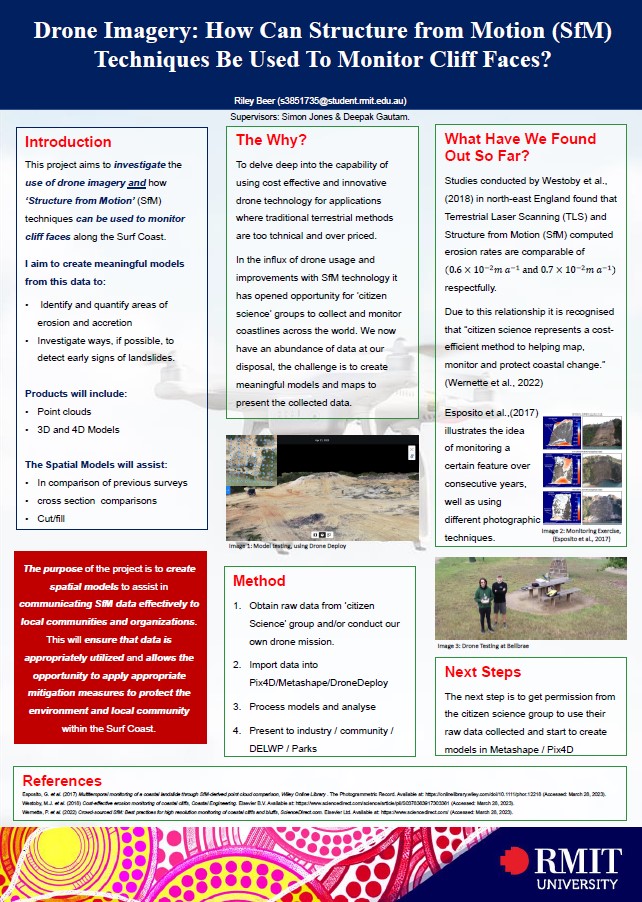 Drone Imagery: How Can Structure from Motion (SfM)
Techniques Be Used To Monitor Cliff Faces?
Riley Beer (s3851735@student.rmit.edu.au)
Supervisors: Simon Jones & Deepak Gautam.
Introduction
This project aims to investigate the
use of drone imagery and how
‘Structure from Motion’ (SfM)
techniques can be used to monitor
cliff faces along the Surf Coast.
I aim to create meaningful models
from this data to:
• Identify and quantify areas of
erosion and accretion
• Investigate ways, if possible, to
detect early signs of landslides.
Products will include:
• Point clouds
• 3D and 4D Models
The Spatial Models will assist:
• In comparison of previous surveys
• cross section comparisons
• Cut/fill
The purpose of the project is to create
spatial models to assist in
communicating SfM data effectively to
local communities and organizations.
This will ensure that data is
appropriately utilized and allows the
opportunity to apply appropriate
mitigation measures to protect the
environment and local community
within the Surf Coast.
The Why?
To delve deep into the capability of
using cost effective and innovative
drone technology for applications
where traditional terrestrial methods
are too tchnical and over priced.
In the influx of drone usage and
improvements with SfM technology it
has opened opportunity for ‘citizen
science’ groups to collect and monitor
coastlines across the world. We now
have an abundance of data at our
disposal, the challenge is to create
meaningful models and maps to
present the collected data.
Image 1: Model testing, using Drone Deploy
Method
1. Obtain raw data from ‘citizen
Science’ group and/or conduct our
own drone mission.
2. Import data into
Pix4D/Metashape/DroneDeploy
3. Process models and analyse
4. Present to industry / community /
DELWP / Parks
What Have We Found
Out So Far?
Studies conducted by Westoby et al.,
(2018) in north-east England found that
Terrestrial Laser Scanning (TLS) and
Structure from Motion (SfM) computed
erosion rates are comparable of
(0.6 × 10⁻²m a⁻¹ and 0.7 × 10⁻²m a⁻¹)
respectfully.
Due to this relationship it is recognised
that “citizen science represents a cost-
efficient method to helping map,
monitor and protect coastal change.”
(Wernette et al., 2022)
Esposito et al.,(2017)
illustrates the idea
of monitoring a
certain feature over
consecutive years,
well as using
different photographic
techniques.
Image 2: Monitoring Exercise,
(Esposito et al., 2017)
Image 3: Drone Testing at Bellbrae
Next Steps
The next step is to get permission from
the citizen science group to use their
raw data collected and start to create
models in Metashape / Pix4D
References
Esposito, G. et al. (2017) Multitemporal monitoring of a coastal landslide through SfM-derived point cloud comparison, Wiley Online Library . The Photogrammetric Record. Available at: https://onlinelibrary.wiley.com/doi/10.1111/phor.12218 (Accessed: March 28, 2023).
Westoby, M.J. et al. (2018) Cost-effective erosion monitoring of coastal cliffs, Coastal Engineering. Elsevier B.V. Available at: https://www.sciencedirect.com/science/article/pii/S0378383917303361 (Accessed: March 28, 2023).
Wernette, P. et al. (2022) Crowd-sourced SfM: Best practices for high resolution monitoring of coastal cliffs and bluffs, ScienceDirect.com. Elsevier Ltd. Available at: https://www.sciencedirect.com/ (Accessed: March 28, 2023).
RMIT
UNIVERSITY